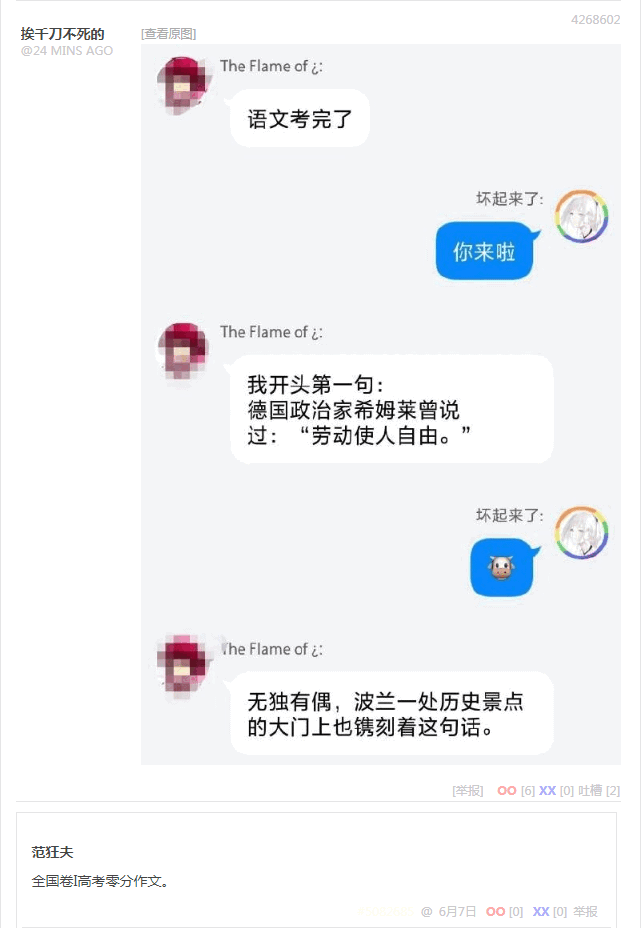 4268602
挨千刀不死的
@24 MINS AGO
[查看原图]
The Flame of ¿:
语文考完了
坏起来了:
你来啦
The Flame of ¿:
我开头第一句：
德国政治家希姆莱曾说
过：“劳动使人自由。”
坏起来了:
🐮
The Flame of ¿:
无独有偶，波兰一处历史景点
的大门上也镌刻着这句话。
[举报] OO [6] XX [0] 吐槽 [2]
范狂夫
全国卷I高考零分作文。
@ 6月7日 OO [0] XX [0] 举报